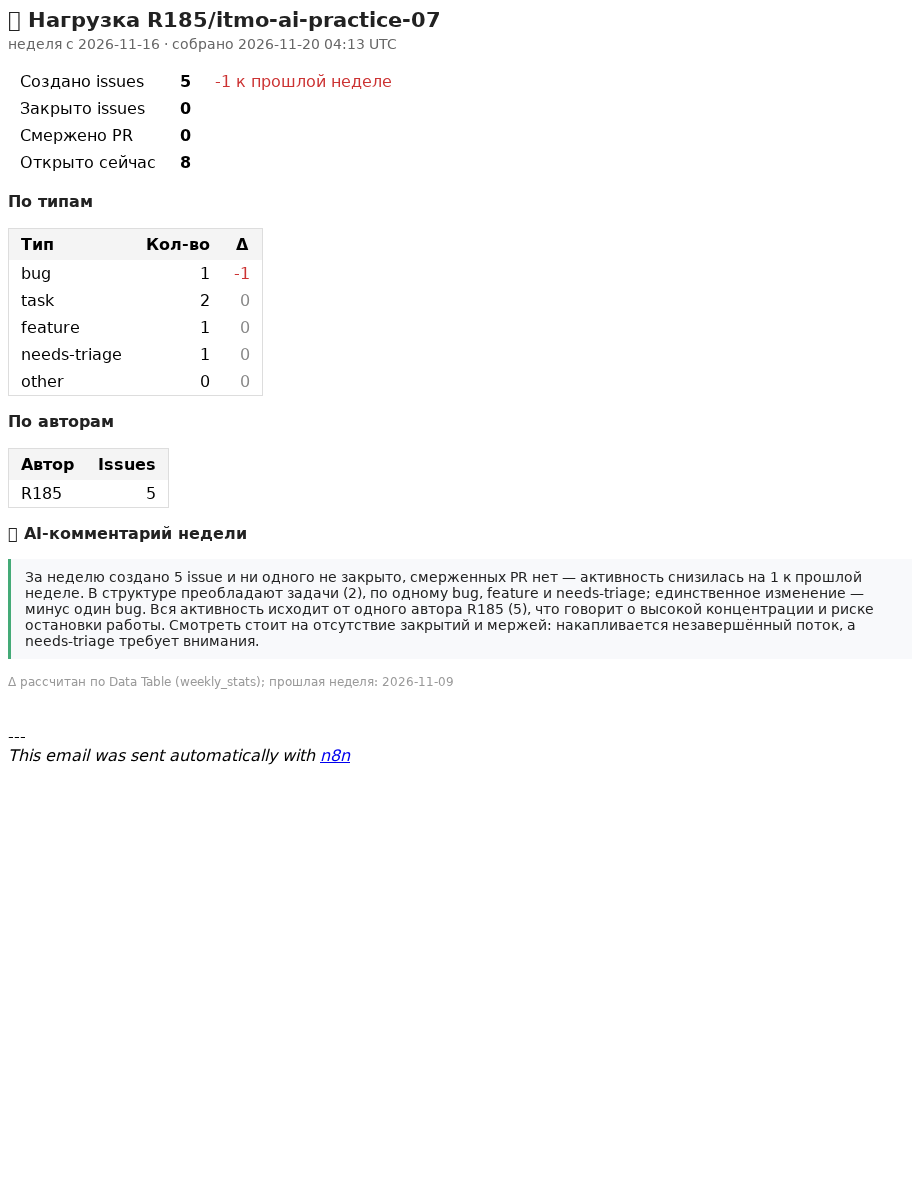 Нагрузка R185/itmo-ai-practice-07
неделя с 2026-11-16 · собрано 2026-11-20 04:13 UTC
Создано issues 5 -1 к прошлой неделе
Закрыто issues 0
Смержено PR 0
Открыто сейчас 8
По типам
Тип Кол-во Δ
bug 1 -1
task 2 0
feature 1 0
needs-triage 1 0
other 0 0
По авторам
Автор Issues
R185 5
AI-комментарий недели
За неделю создано 5 issue и ни одного не закрыто, смерженных PR нет — активность снизилась на 1 к прошлой
неделе. В структуре преобладают задачи (2), по одному bug, feature и needs-triage; единственное изменение —
минус один bug. Вся активность исходит от одного автора R185 (5), что говорит о высокой концентрации и риске
остановки работы. Смотреть стоит на отсутствие закрытий и мержей: накапливается незавершённый поток, а
needs-triage требует внимания.
Δ рассчитан по Data Table (weekly_stats); прошлая неделя: 2026-11-09
---
This email was sent automatically with n8n